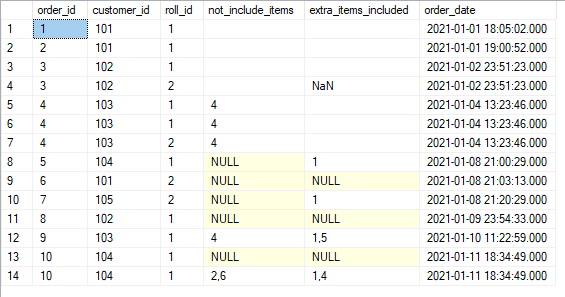 order_id customer_id roll_id not_include_items extra_items_included order_date
1 1 101 1 2021-01-01 18:05:02.000
2 2 101 1 2021-01-01 19:00:52.000
3 3 102 1 2021-01-02 23:51:23.000
4 3 102 2 NaN 2021-01-02 23:51:23.000
5 4 103 1 4 2021-01-04 13:23:46.000
6 4 103 1 4 2021-01-04 13:23:46.000
7 4 103 2 4 2021-01-04 13:23:46.000
8 5 104 1 NULL 1 2021-01-08 21:00:29.000
9 6 101 2 NULL NULL 2021-01-08 21:03:13.000
10 7 105 2 NULL 1 2021-01-08 21:20:29.000
11 8 102 1 NULL NULL 2021-01-09 23:54:33.000
12 9 103 1 4 1,5 2021-01-10 11:22:59.000
13 10 104 1 NULL NULL 2021-01-11 18:34:49.000
14 10 104 1 2,6 1,4 2021-01-11 18:34:49.000